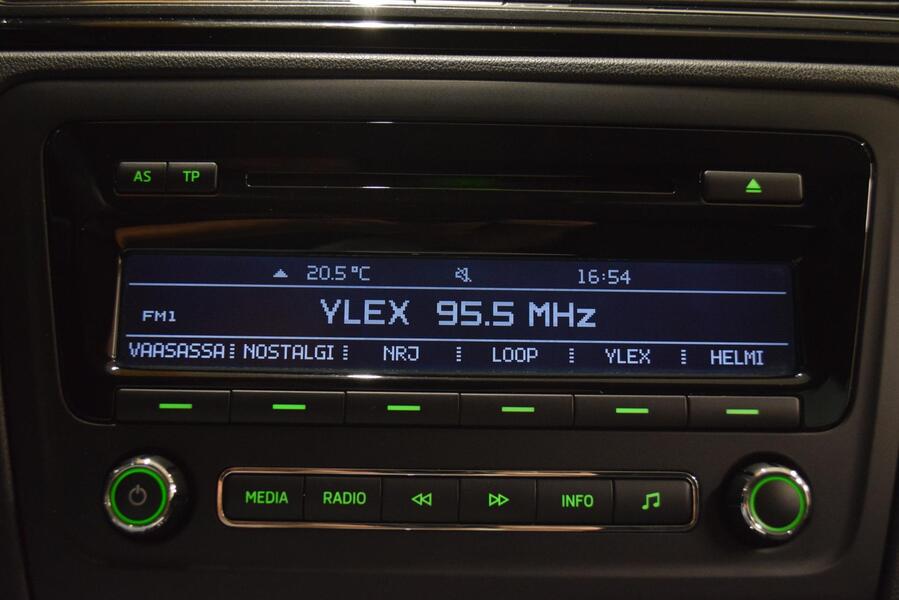 AS TP
20.5 °C 16:54
FM1 YLEX 95.5 MHz
VAASASSA NOSTALGI NRJ LOOP YLEX HELMI
MEDIA RADIO INFO